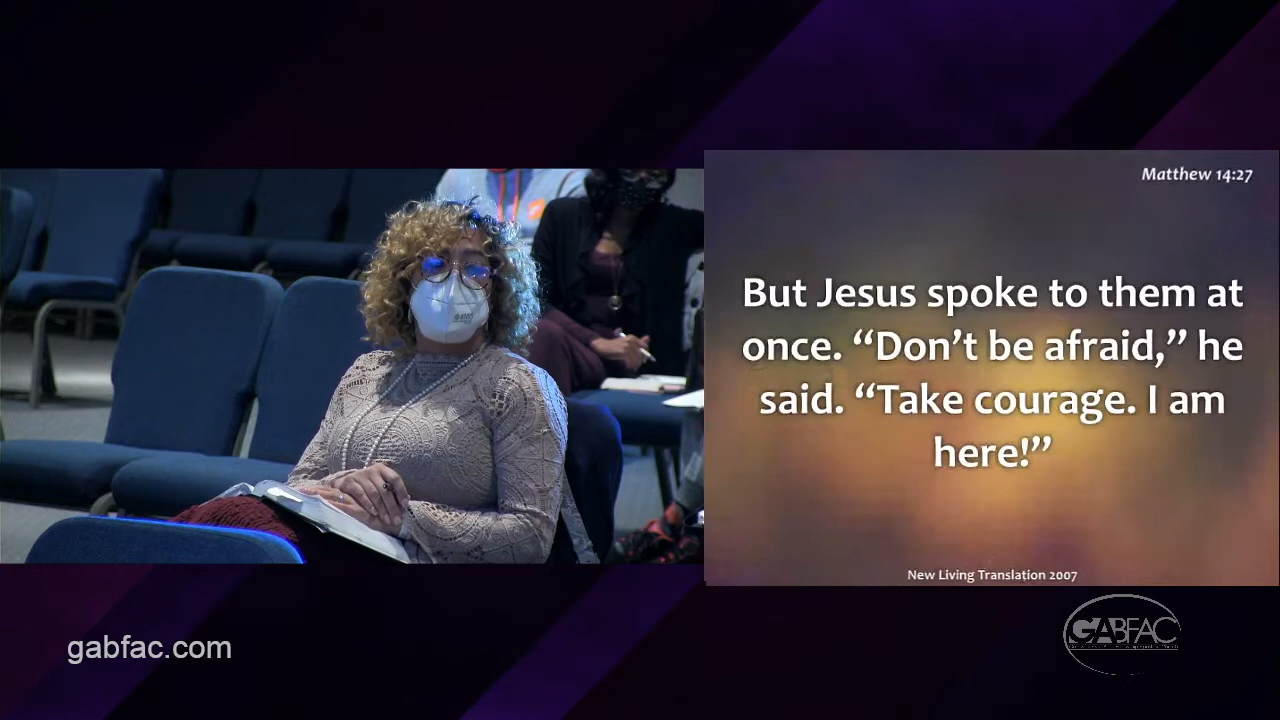 Matthew 14:27
But Jesus spoke to them at
once. “Don’t be afraid,” he
said. “Take courage. I am
here!”
New Living Translation 2007
gabfac.com
GABFAC